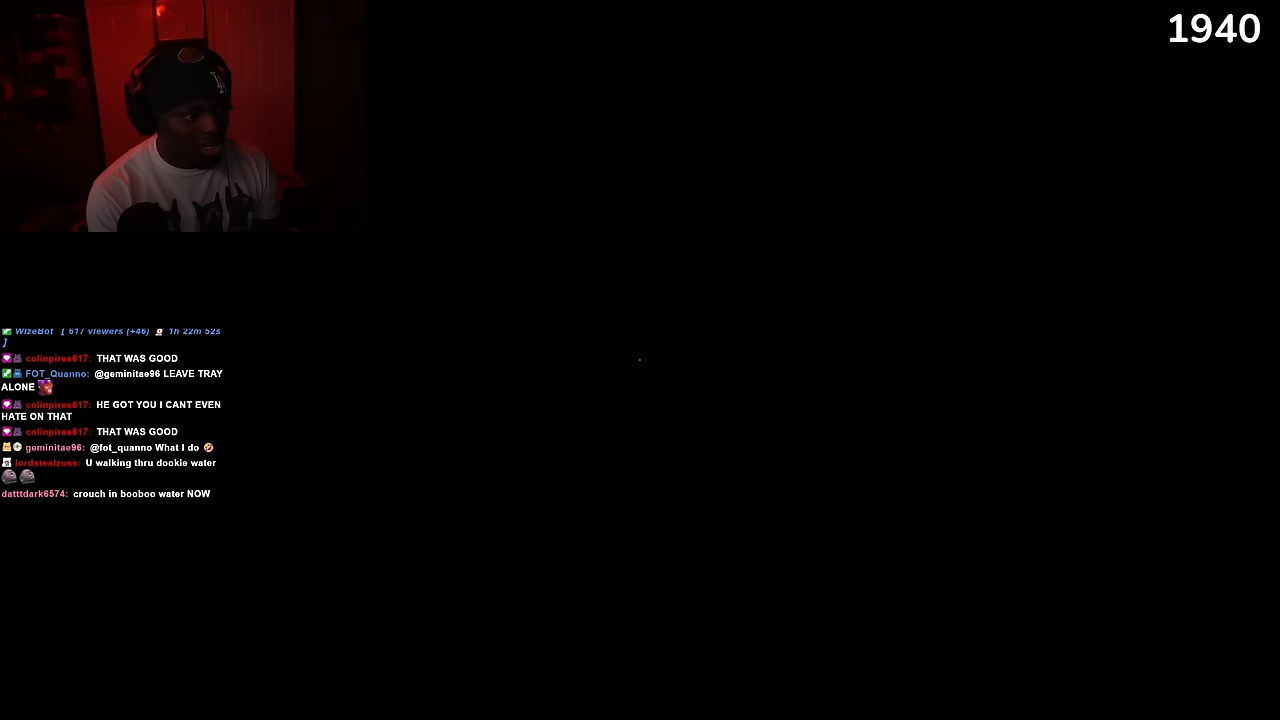 1940
LA
WizeBot [ 617 viewers (+46) 1h 22m 52s
]
colinpires617: THAT WAS GOOD
FOT_Quanno: @geminitae96 LEAVE TRAY
ALONE
colinpires617: HE GOT YOU I CANT EVEN
HATE ON THAT
colinpires617: THAT WAS GOOD
geminitae96: @fot_quanno What I do
lordstealzuss: U walking thru dookie water
datttdark6574: crouch in booboo water NOW